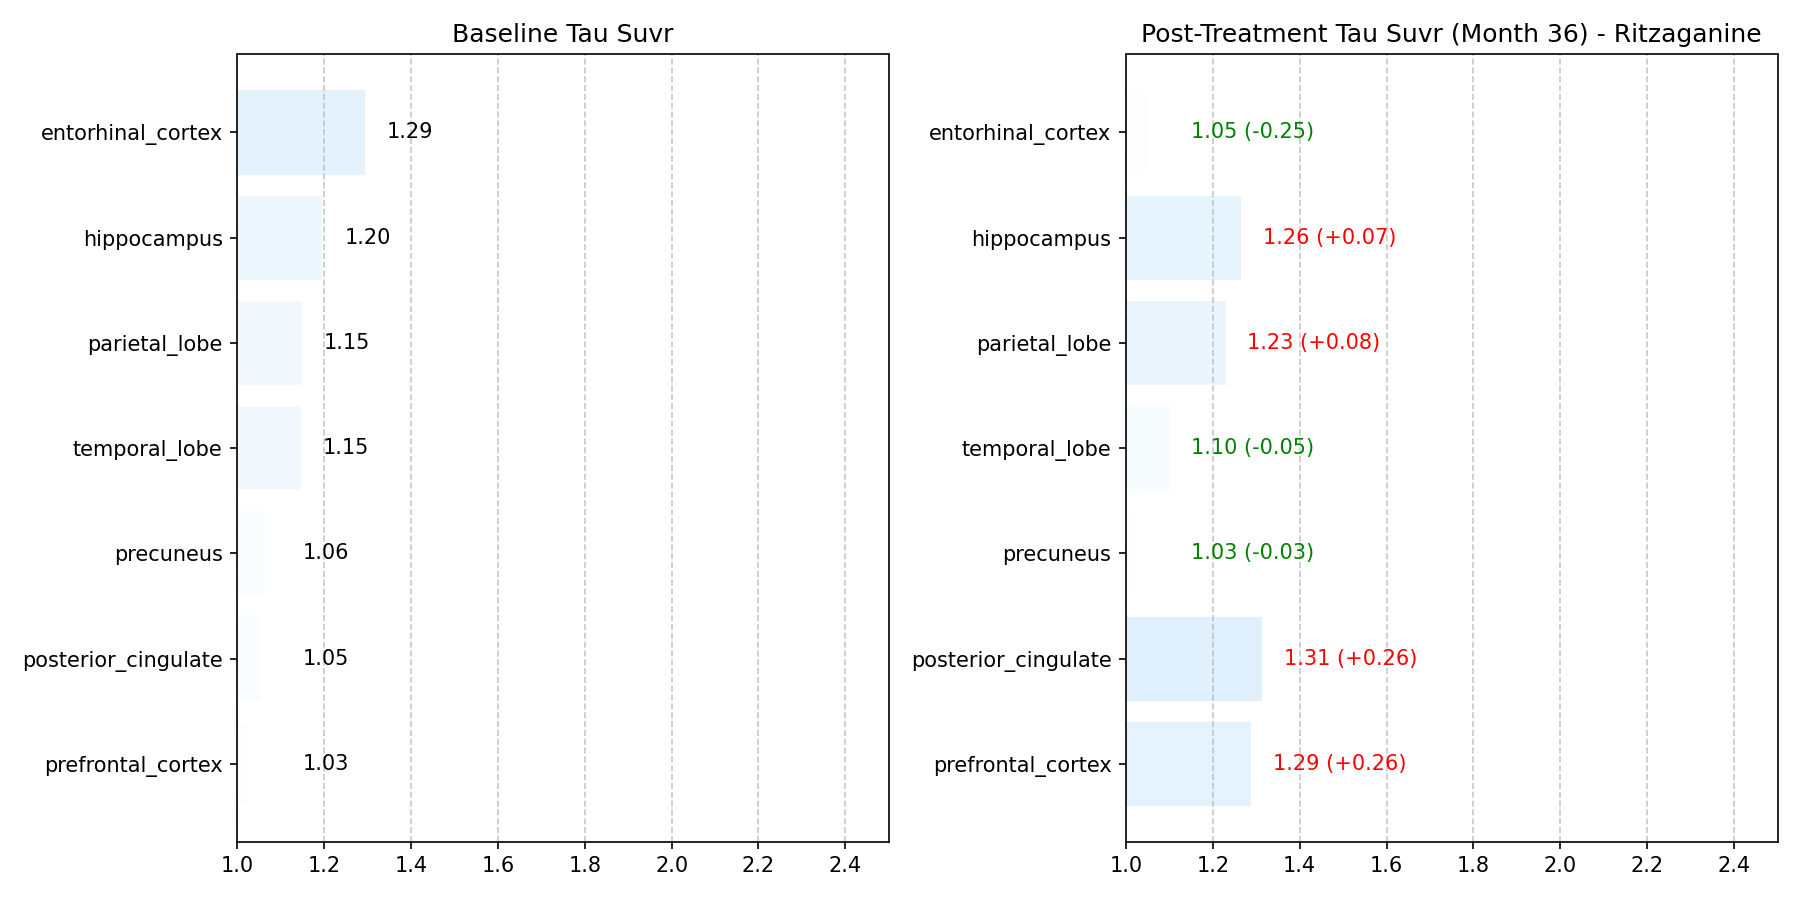 Baseline Tau Suvr
entorhinal_cortex
1.29
hippocampus
1.20
parietal_lobe
1.15
temporal_lobe
1.15
precuneus
1.06
posterior_cingulate
1.05
prefrontal_cortex
1.03
1.0 1.2 1.4 1.6 1.8 2.0 2.2 2.4
Post-Treatment Tau Suvr (Month 36) - Ritzaganine
entorhinal_cortex
1.05 (-0.25)
hippocampus
1.26 (+0.07)
parietal_lobe
1.23 (+0.08)
temporal_lobe
1.10 (-0.05)
precuneus
1.03 (-0.03)
posterior_cingulate
1.31 (+0.26)
prefrontal_cortex
1.29 (+0.26)
1.0 1.2 1.4 1.6 1.8 2.0 2.2 2.4